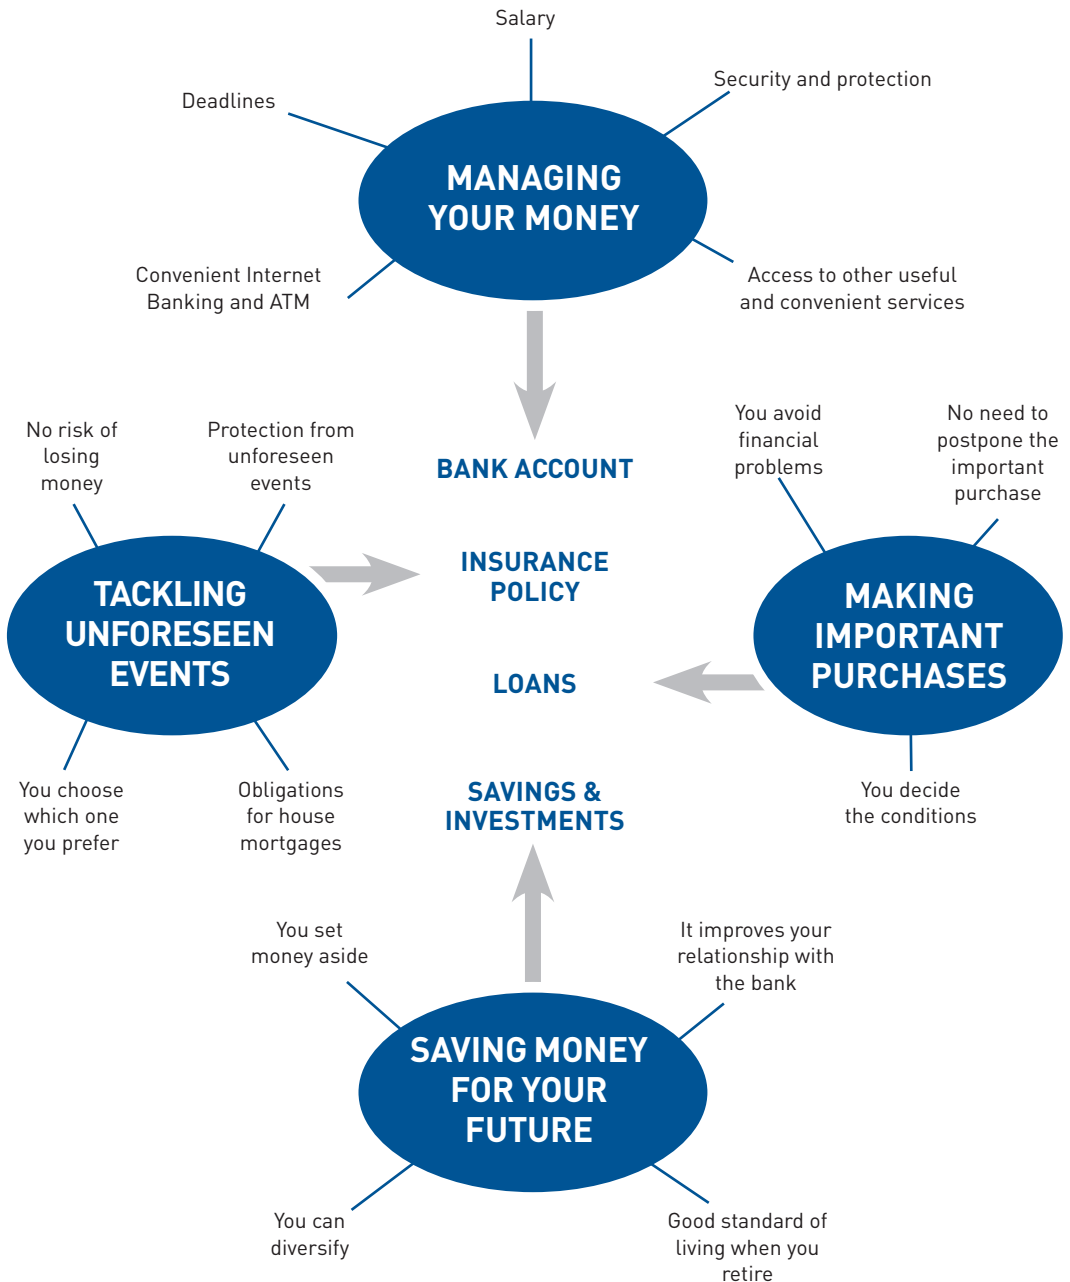 Salary
Security and protection
Deadlines
MANAGING
YOUR MONEY
Convenient Internet
Banking and ATM
Access to other useful
and convenient services
No risk of
losing
money
Protection from
unforeseen
events
BANK ACCOUNT
You avoid
financial
problems
No need to
postpone the
important
purchase
TACKLING
UNFORESEEN
EVENTS
INSURANCE
POLICY
LOANS
MAKING
IMPORTANT
PURCHASES
You choose
which one
you prefer
Obligations
for house
mortgages
SAVINGS &
INVESTMENTS
You decide
the conditions
You set
money aside
It improves your
relationship with
the bank
SAVING MONEY
FOR YOUR
FUTURE
You can
diversify
Good standard of
living when you
retire